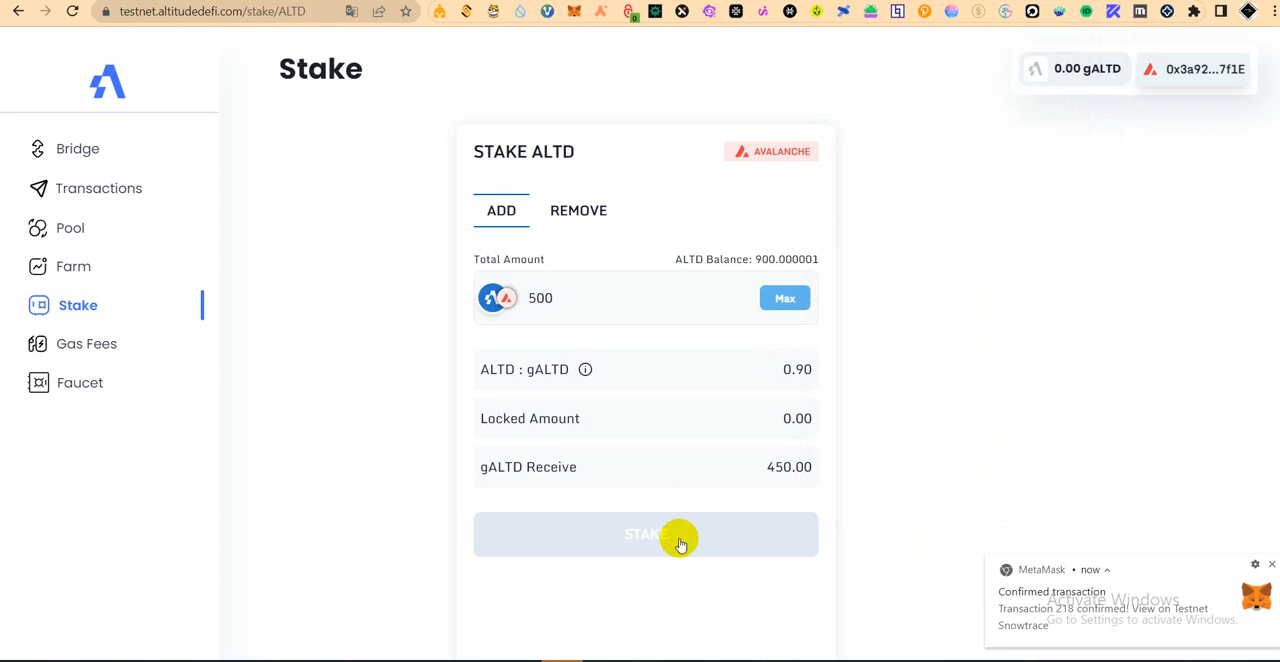 testnet.altitudedefi.com/stake/ALTD
Stake
0.00 gALTD
0x3a92...7f1E
Bridge
Transactions
Pool
Farm
Stake
Gas Fees
Faucet
STAKE ALTD
AVALANCHE
ADD
REMOVE
Total Amount
ALTD Balance: 900.000001
500
Max
ALTD : gALTD
0.90
Locked Amount
0.00
gALTD Receive
450.00
STAKE
MetaMask • now
Confirmed transaction
Transaction 218 confirmed! View on Testnet
Snowtrace
Activate Windows
Go to Settings to activate Windows.